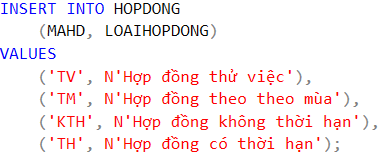 INSERT INTO HOPDONG
(MAHD, LOAIHOPDONG)
VALUES
('TV', N'Hợp đồng thử việc'),
('TM', N'Hợp đồng theo theo mùa'),
('KTH', N'Hợp đồng không thời hạn'),
('TH', N'Hợp đồng có thời hạn');